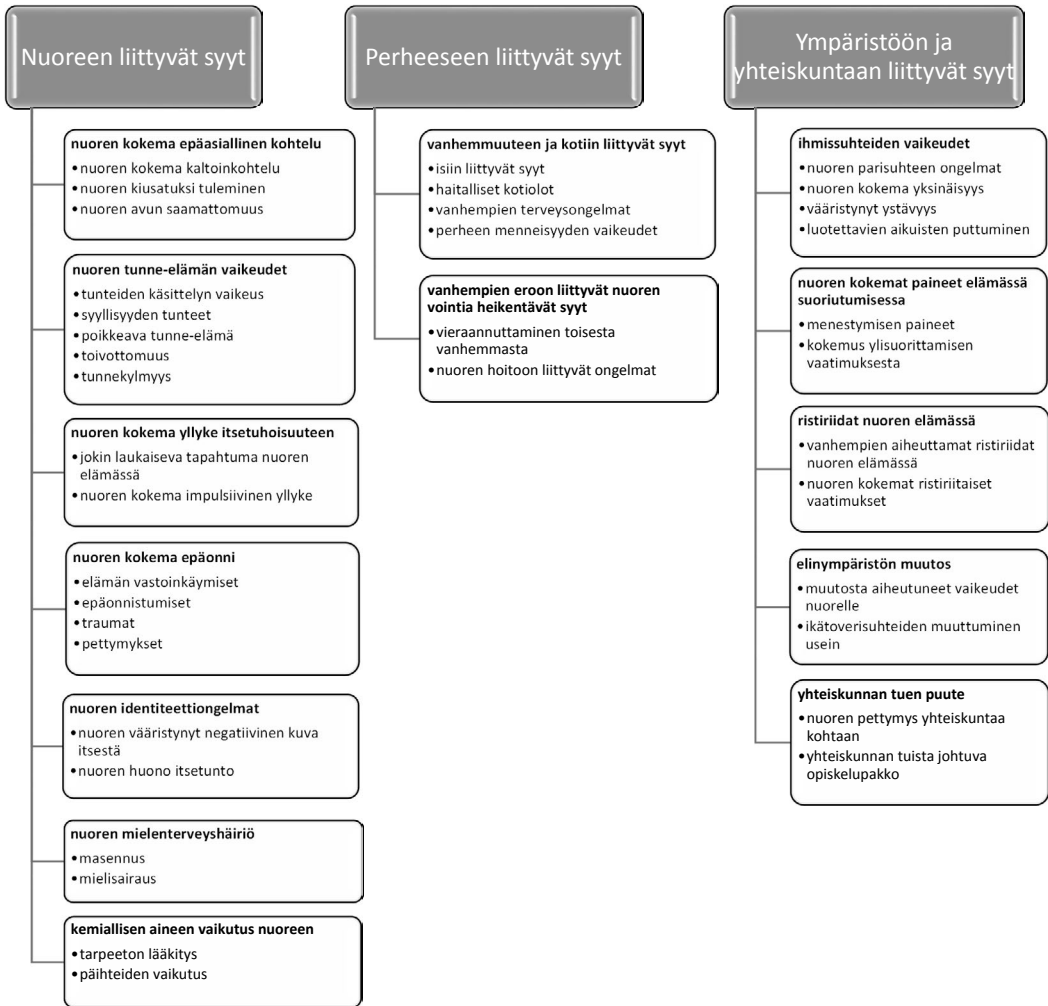 Nuoreen liittyvät syyt
nuoren kokema epäasiallinen kohtelu
•nuoren kokema kaltoinkohtelu
•nuoren kiusatuksi tuleminen
•nuoren avun saamattomuus
nuoren tunne-elämän vaikeudet
•tunteiden käsittelyn vaikeus
•syyllisyyden tunteet
•poikkeava tunne-elämä
•toivottomuus
•tunnekylmyys
nuoren kokema yllyke itsetuhoisuuteen
•jokin laukaiseva tapahtuma nuoren
elämässä
•nuoren kokema impulsiivinen yllyke
nuoren kokema epäonni
•elämän vastoinkäymiset
•epäonnistumiset
•traumat
•pettymykset
nuoren identiteettiongelmat
•nuoren vääristynyt negatiivinen kuva
itsestä
•nuoren huono itsetunto
nuoren mielenterveyshäiriö
•masennus
•mielisairaus
kemiallisen aineen vaikutus nuoreen
•tarpeeton lääkitys
•päihteiden vaikutus
Perheeseen liittyvät syyt
vanhemmuuteen ja kotiin liittyvät syyt
•isiin liittyvät syyt
•haitalliset kotiolot
•vanhempien terveysongelmat
•perheen menneisyyden vaikeudet
vanhempien eroon liittyvät nuoren
vointia heikentävät syyt
•vieraannuttaminen toisesta
vanhemmasta
•nuoren hoitoon liittyvät ongelmat
Ympäristöön ja
yhteiskuntaan liittyvät syyt
ihmissuhteiden vaikeudet
•nuoren parisuhteen ongelmat
•nuoren kokema yksinäisyys
•vääristynyt ystävyys
•luotettavien aikuisten puttuminen
nuoren kokemat paineet elämässä
suoriutumisessa
•menestymisen paineet
•kokemus ylisuorittamisen
vaatimuksesta
ristiriidat nuoren elämässä
•vanhempien aiheuttamat ristiriidat
nuoren elämässä
•nuoren kokemat ristiriitaiset
vaatimukset
elinympäristön muutos
•muutosta aiheutuneet vaikeudet
nuorelle
•ikätoverisuhteiden muuttuminen
usein
yhteiskunnan tuen puute
•nuoren pettymys yhteiskuntaa
kohtaan
•yhteiskunnan tuista johtuva
opiskelupakko